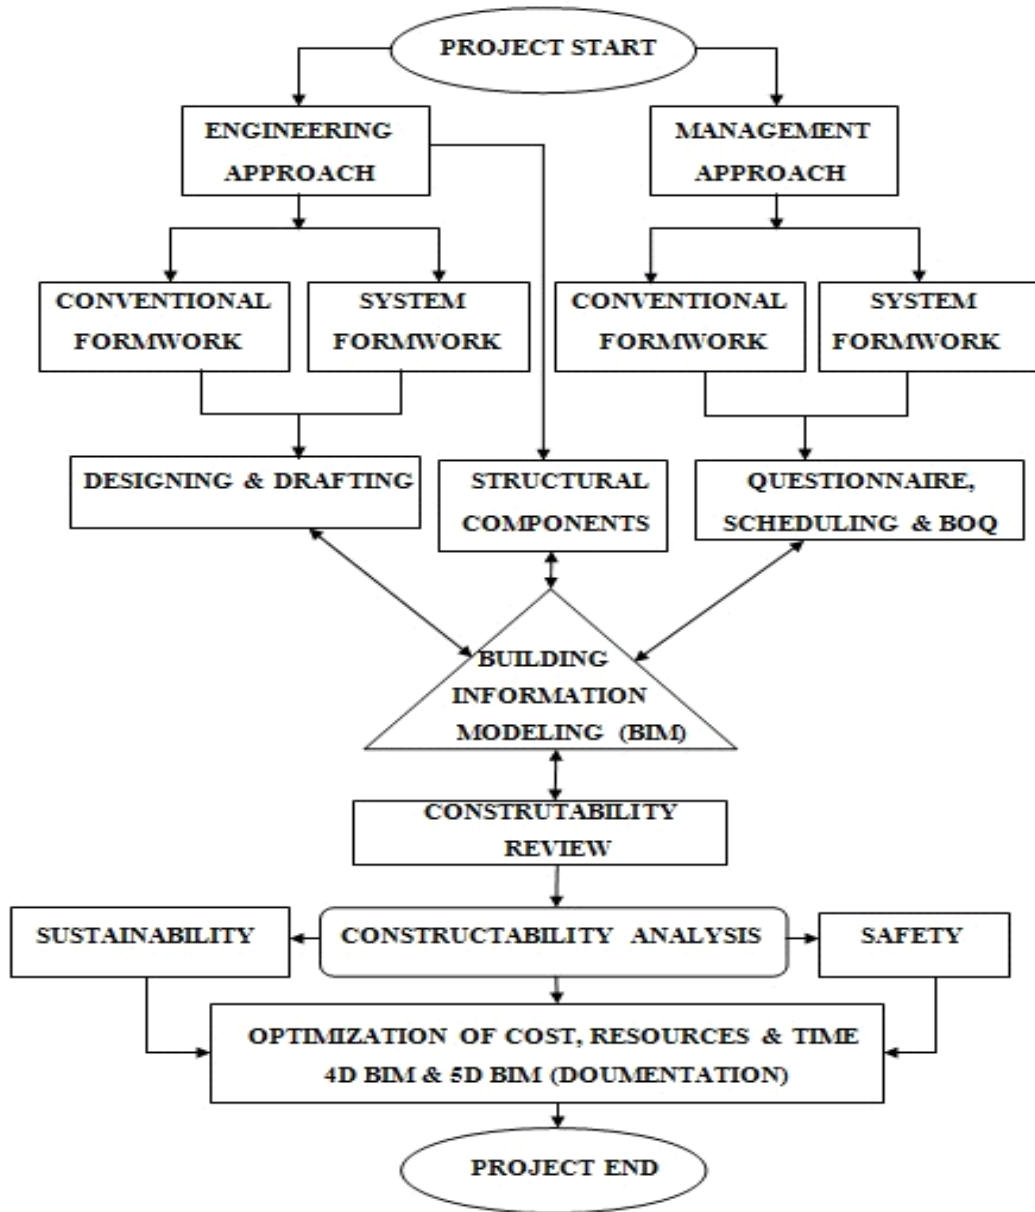 PROJECT START
ENGINEERING
APPROACH
MANAGEMENT
APPROACH
CONVENTIONAL
FORMWORK
SYSTEM
FORMWORK
CONVENTIONAL
FORMWORK
SYSTEM
FORMWORK
DESIGNING & DRAFTING
STRUCTURAL
COMPONENTS
QUESTIONNAIRE,
SCHEDULING & BOQ
BUILDING
INFORMATION
MODELING (BIM)
CONSTRUTABILITY
REVIEW
SUSTAINABILITY
CONSTRUCTABILITY ANALYSIS
SAFETY
OPTIMIZATION OF COST, RESOURCES & TIME
4D BIM & 5D BIM (DOUMENTATION)
PROJECT END